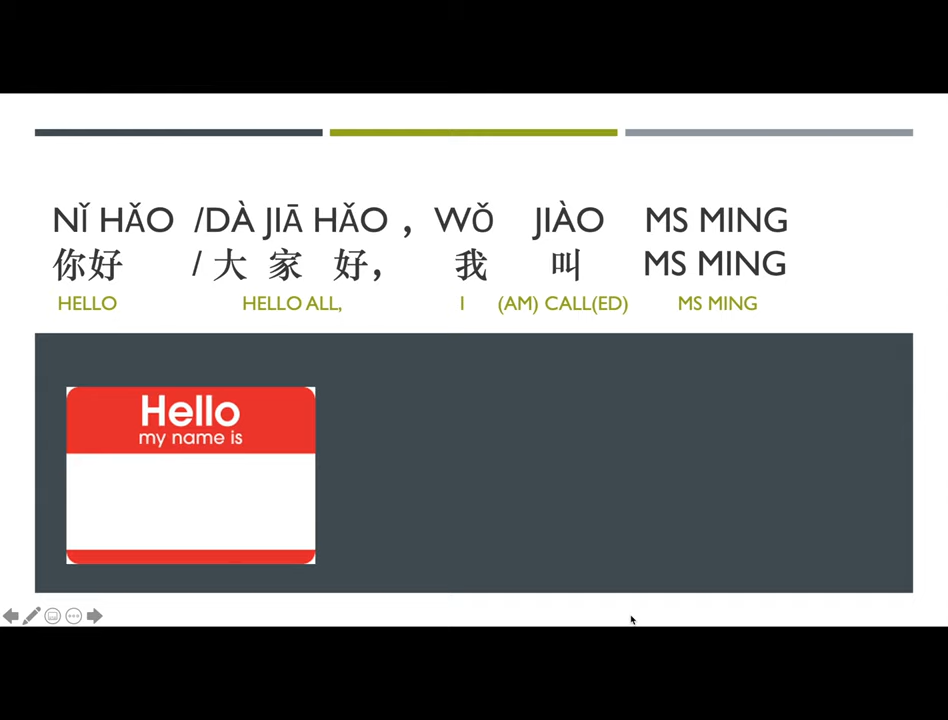 NǏ HǍO /DÀ JIĀ HǍO , WǑ JIÀO MS MING
你好 / 大 家 好, 我 叫 MS MING
HELLO HELLO ALL, I (AM) CALL(ED) MS MING
Hello
my name is